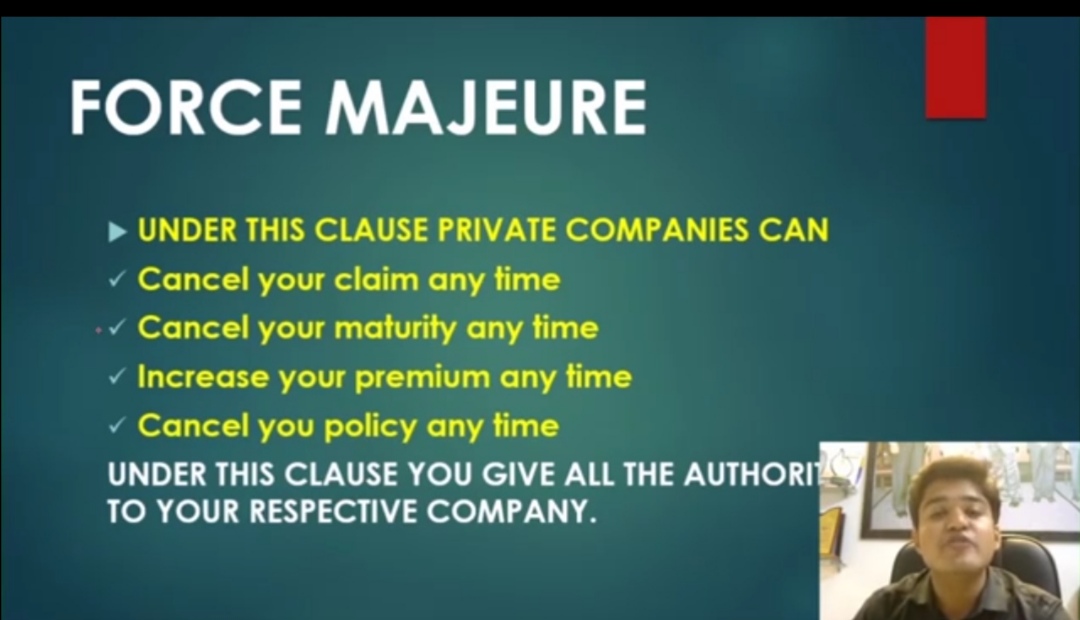 FORCE MAJEURE
UNDER THIS CLAUSE PRIVATE COMPANIES CAN
Cancel your claim any time
Cancel your maturity any time
Increase your premium any time
Cancel you policy any time
UNDER THIS CLAUSE YOU GIVE ALL THE
TO YOUR RESPECTIVE COMPANY.